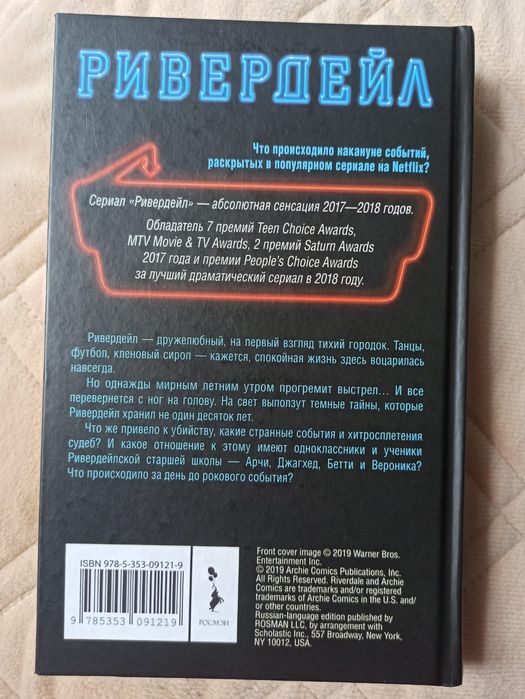 РИВЕРДЕЙЛ
Что происходило накануне событий,
раскрытых в популярном сериале на Netflix?
Сериал «Ривердейл» — абсолютная сенсация 2017—2018 годов.
Обладатель 7 премий Teen Choice Awards,
MTV Movie & TV Awards, 2 премий Saturn Awards
2017 года и премии People's Choice Awards
за лучший драматический сериал в 2018 году.
Ривердейл — дружелюбный, на первый взгляд тихий городок. Танцы,
футбол, кленовый сироп — кажется, спокойная жизнь здесь воцарилась
навсегда.
Но однажды мирным летним утром прогремит выстрел... И все
перевернется с ног на голову. На свет выползут темные тайны, которые
Ривердейл хранил не один десяток лет.
Что же привело к убийству, какие странные события и хитросплетения
судеб? И какое отношение к этому имеют одноклассники и ученики
Ривердейлской старшей школы — Арчи, Джагхед, Бетти и Вероника?
Что происходило за день до рокового события?
ISBN 978-5-353-09121-9
9 785353 091219
РОСМЭН
Front cover image © 2019 Warner Bros.
Entertainment Inc.
© 2019 Archie Comics Publications, Inc.
All Rights Reserved. Riverdale and Archie
Comics are trademarks and/or registered
trademarks of Archie Comics in the U.S. and/
or other countries.
Russian-language edition published by
ROSMAN LLC, by arrangement with
Scholastic Inc., 557 Broadway, New York,
NY 10012, USA.